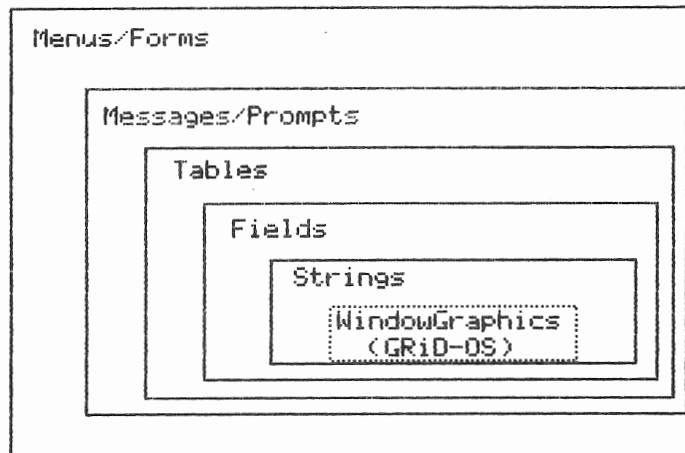 Menus/Forms
Messages/Prompts
Tables
Fields
Strings
WindowGraphics
(GRiD-OS)